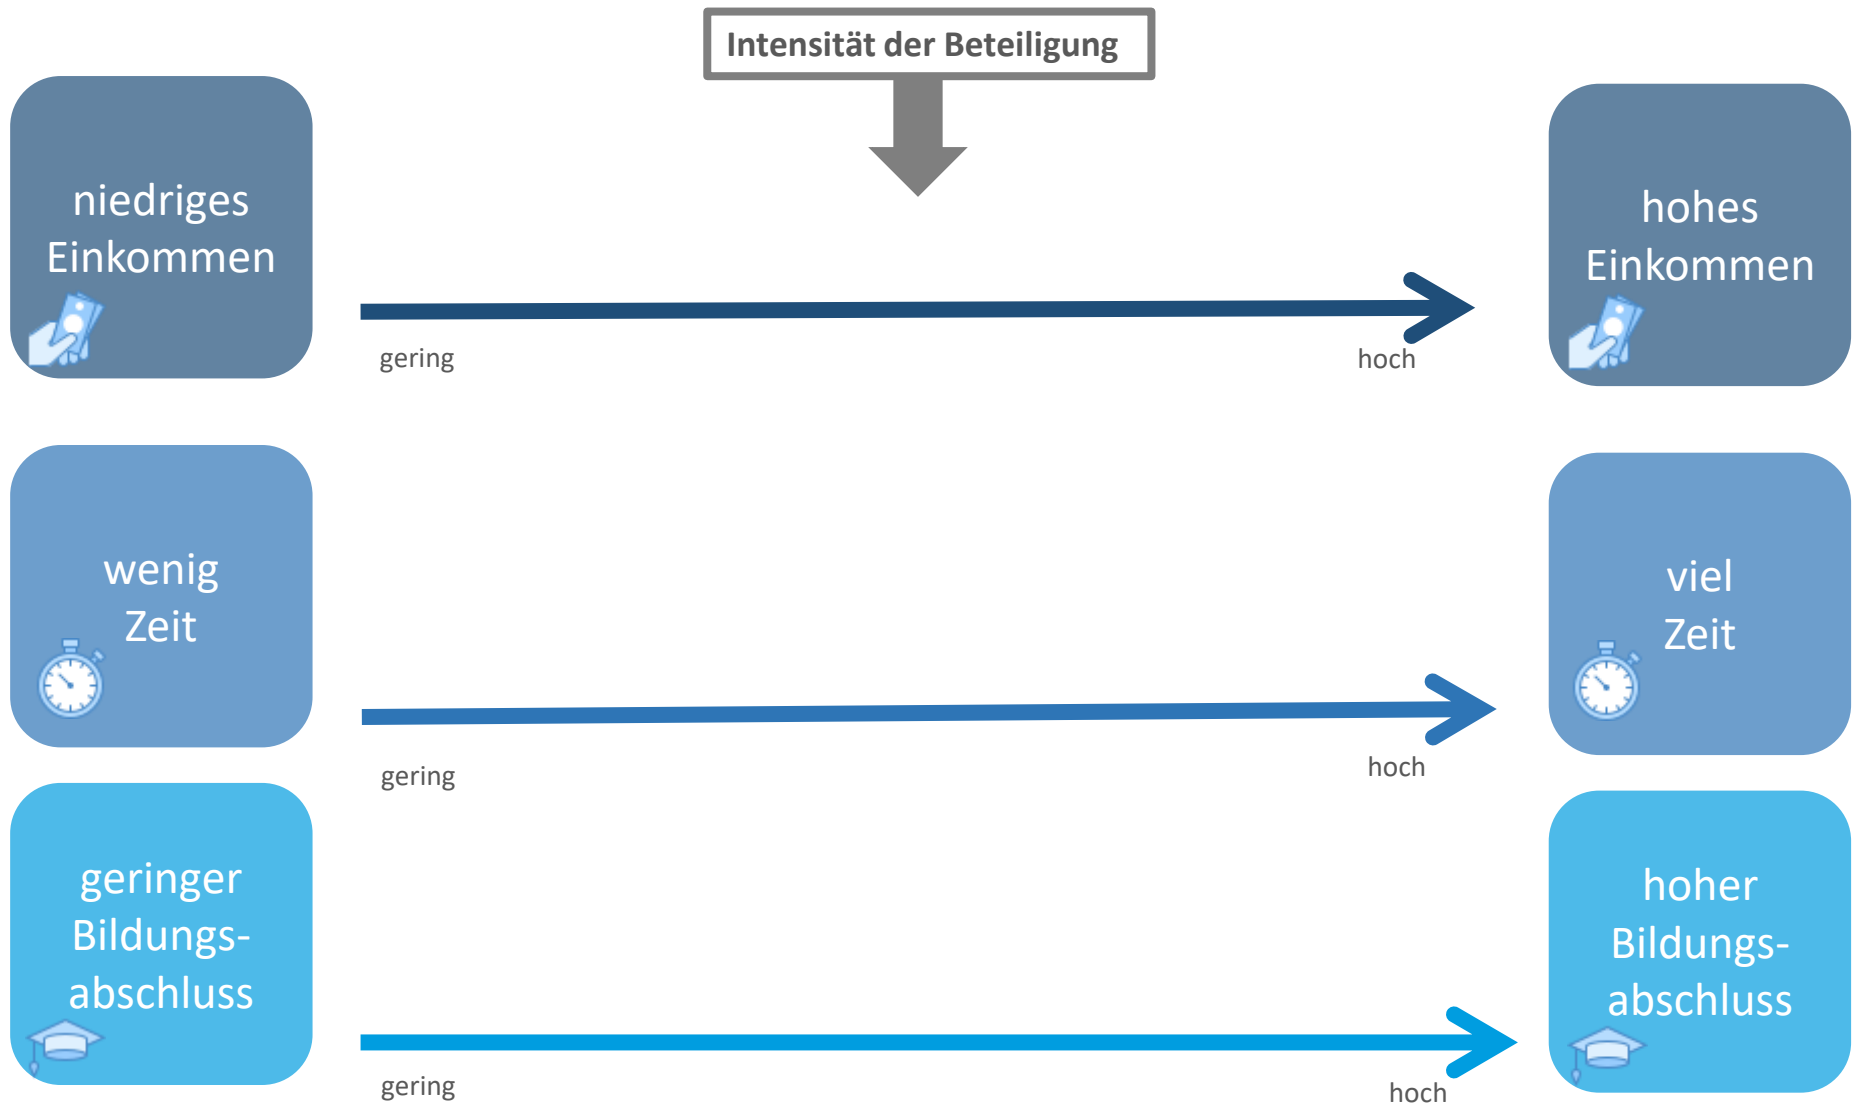 Intensität der Beteiligung
niedriges
Einkommen
hohes
Einkommen
gering
hoch
wenig
Zeit
viel
Zeit
gering
hoch
geringer
Bildungs-
abschluss
hoher
Bildungs-
abschluss
gering
hoch